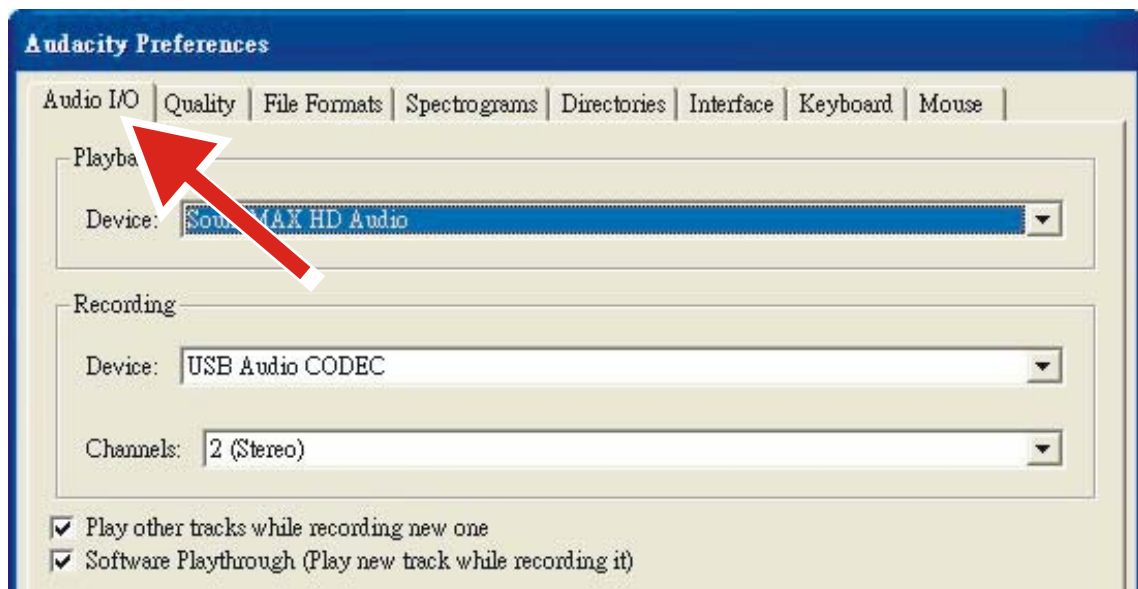 Audacity Preferences
Audio I/O Quality File Formats Spectrograms Directories Interface Keyboard Mouse
Device: MAX HD Audio
Recording
Device: USB Audio CODEC
Channels: 2 (Stereo)
Play other tracks while recording new one
Software Playthrough (Play new track while recording it)